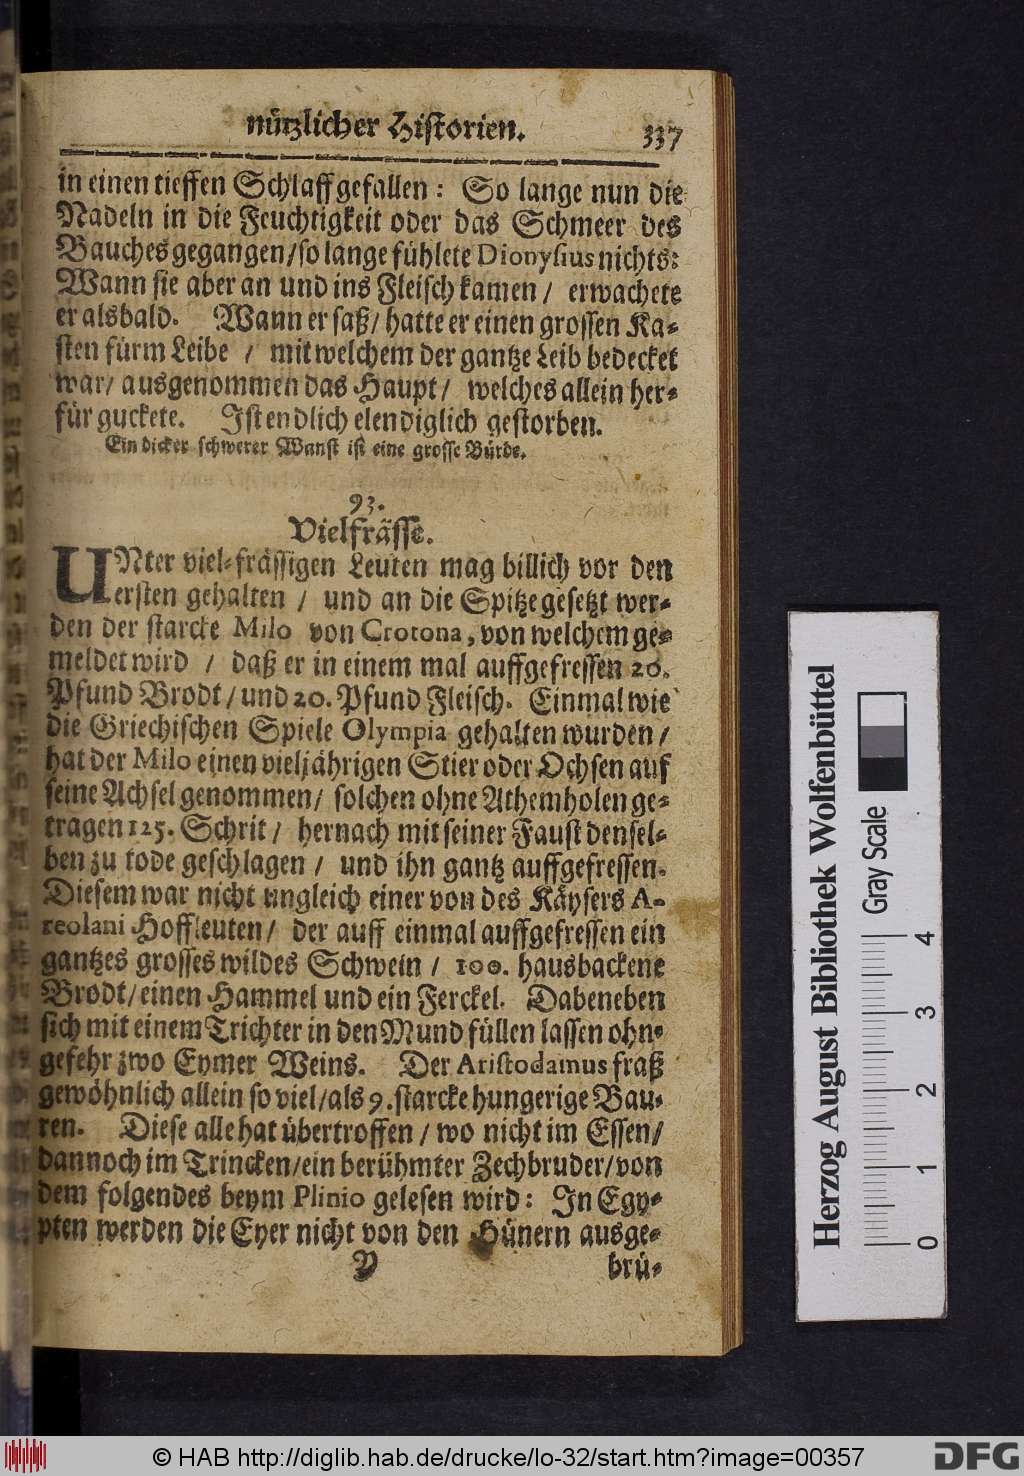 nützlicher Historien. 337
in einen tieffen Schlaff gefallen: So lange nun die
Nadeln in die Feuchtigkeit oder das Schmeer des
Bauches gegangen/so lange fühlete Dionysius nichts:
Wann sie aber an und ins Fleisch kamen/ erwachete
er alsbald. Wann er saß/ hatte er einen grossen Ka-
sten fürm Leibe / mit welchem der gantze Leib bedecket
war/ ausgenommen das Haupt/ welches allein her-
für guckete. Ist endlich elendiglich gestorben.
Ein dicker schwerer Wanst ist eine grosse Bürde.
93.
Vielfrässe.
UNter viel-frässigen Leuten mag billich vor den
ersten gehalten / und an die Spitze gesetzt wer-
den der starcke Milo von Crotona, von welchem ge-
meldet wird / daß er in einem mal auffgefressen 20.
Pfund Brodt/und 20. Pfund Fleisch. Einmal wie
die Griechischen Spiele Olympia gehalten wurden/
hat der Milo einen vieljährigen Stier oder Ochsen auf
seine Achsel genommen/ solchen ohne Athemholen ge-
tragen 125. Schrit/ hernach mit seiner Faust densel-
ben zu tode geschlagen / und ihn gantz auffgefressen.
Diesem war nicht ungleich einer von des Käysers A-
reolani Hoffleuten/ der auff einmal auffgefressen ein
gantzes grosses wildes Schwein / 100. hausbackene
Brodt/einen Hammel und ein Ferckel. Dabeneben
sich mit einem Trichter in den Mund füllen lassen ohn-
gefehr zwo Eymer Weins. Der Aristodamus fraß
gewöhnlich allein so viel/als 9. starcke hungerige Bau-
ren. Diese alle hat übertroffen / wo nicht im Essen/
dannoch im Trincken/ein berühmter Zechbruder/von
dem folgendes beym Plinio gelesen wird: In Egy-
pten werden die Eyer nicht von den Hünern ausge-
Y brü-
Herzog August Bibliothek Wolfenbüttel
Gray Scale
0 1 2 3 4
© HAB http://diglib.hab.de/drucke/lo-32/start.htm?image=00357
DFG